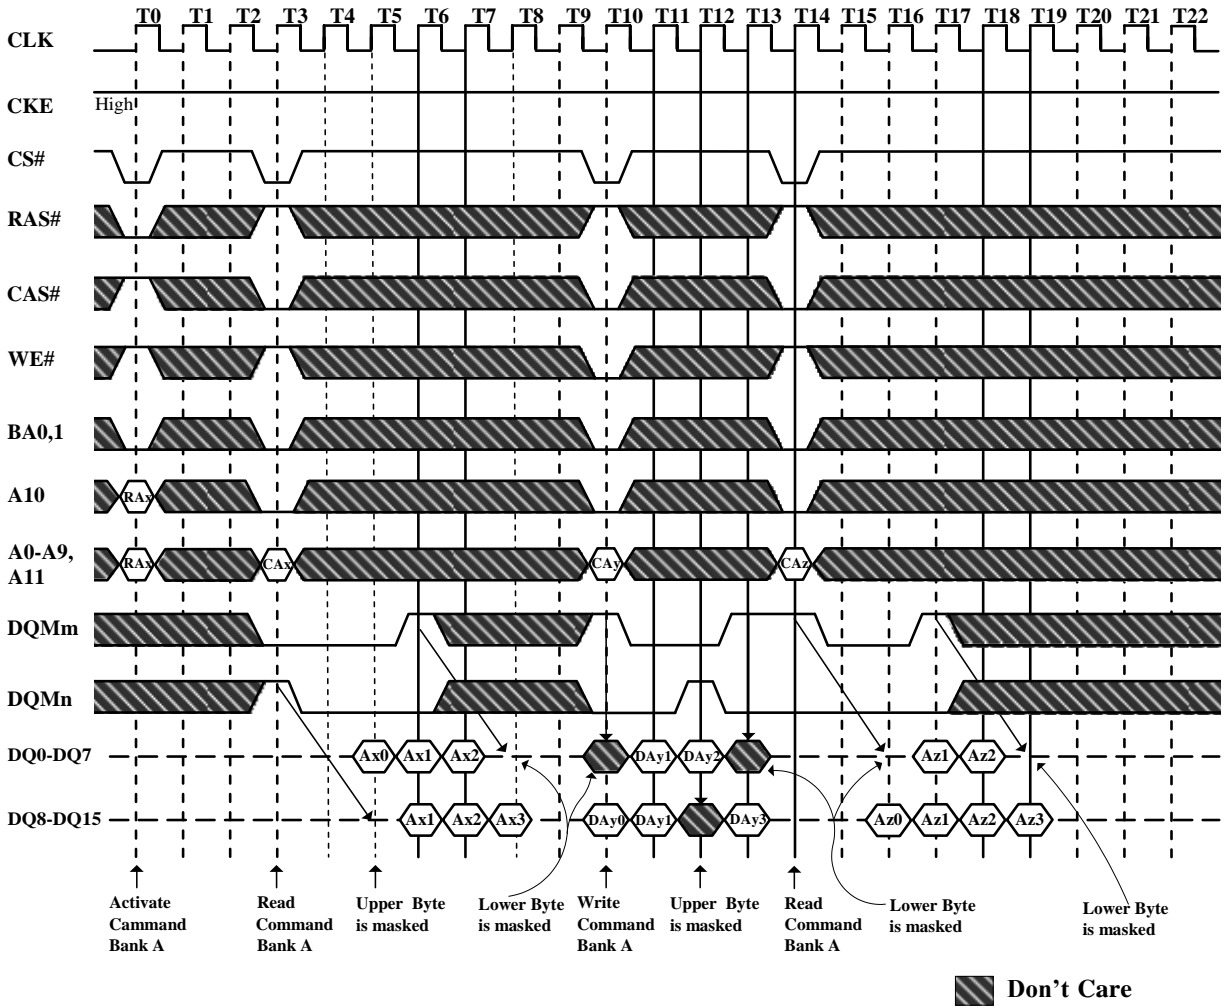 T0 T1 T2 T3 T4 T5 T6 T7 T8 T9 T10 T11 T12 T13 T14 T15 T16 T17 T18 T19 T20 T21 T22
CLK
CKE High
CS#
RAS#
CAS#
WE#
BA0,1
A10 RAx
A0-A9,
A11 RAx CAx CAy CAz
DQMm
DQMn
DQ0-DQ7 Ax0 Ax1 Ax2 DAy1 DAy2 Az1 Az2
DQ8-DQ15 Ax1 Ax2 Ax3 DAy0 DAy1 DAy3 Az0 Az1 Az2 Az3
Activate
Cammand
Bank A
Read
Command
Bank A
Upper Byte
is masked
Lower Byte
is masked
Write
Command
Bank A
Upper Byte
is masked
Read
Command
Bank A
Lower Byte
is masked
Lower Byte
is masked
Don't Care